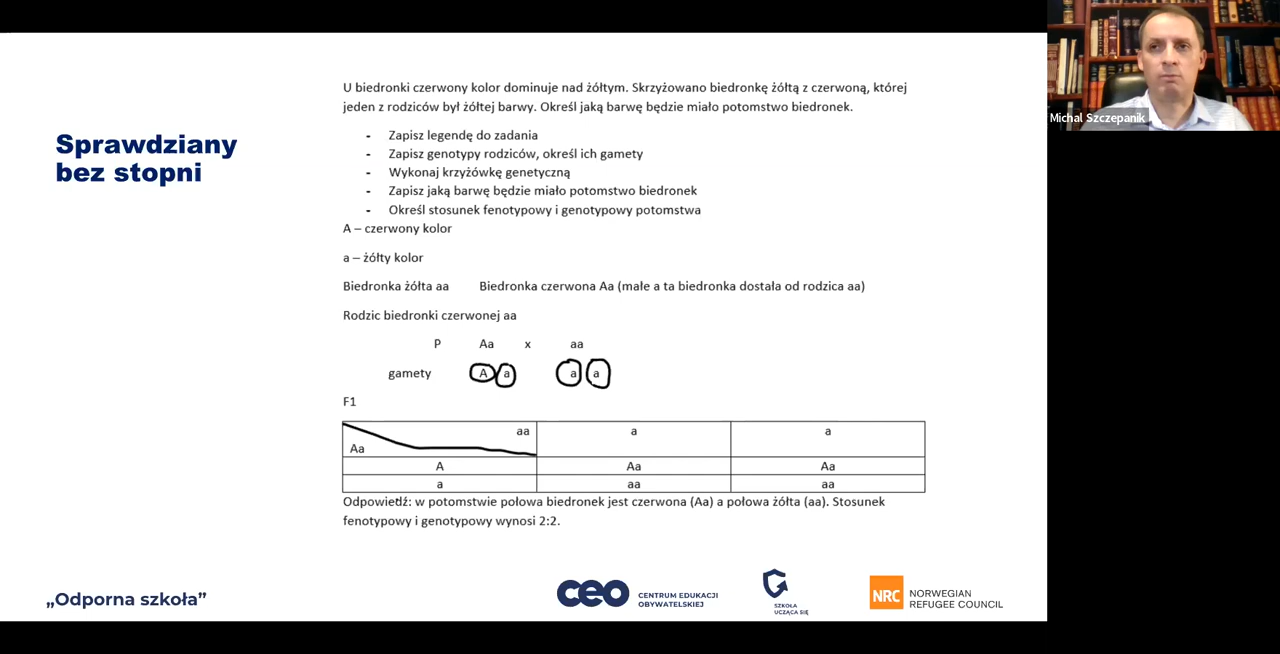 Michal Szczepanik
Sprawdziany
bez stopni
U biedronki czerwony kolor dominuje nad żółtym. Skrzyżowano biedronkę żółtą z czerwoną, której
jeden z rodziców był żółtej barwy. Określ jaką barwę będzie miało potomstwo biedronek.
- Zapisz legendę do zadania
- Zapisz genotypy rodziców, określ ich gamety
- Wykonaj krzyżówkę genetyczną
- Zapisz jaką barwę będzie miało potomstwo biedronek
- Określ stosunek fenotypowy i genotypowy potomstwa
A – czerwony kolor
a – żółty kolor
Biedronka żółta aa Biedronka czerwona Aa (małe a ta biedronka dostała od rodzica aa)
Rodzic biedronki czerwonej aa
P Aa x aa
gamety A a a a
F1
aa a a
Aa
A Aa Aa
a aa aa
Odpowiedź: w potomstwie połowa biedronek jest czerwona (Aa) a połowa żółta (aa). Stosunek
fenotypowy i genotypowy wynosi 2:2.
„Odporna szkoła”
ceo CENTRUM EDUKACJI
OBYWATELSKIEJ
SZKOŁA
UCZĄCA SIĘ
NRC NORWEGIAN
REFUGEE COUNCIL